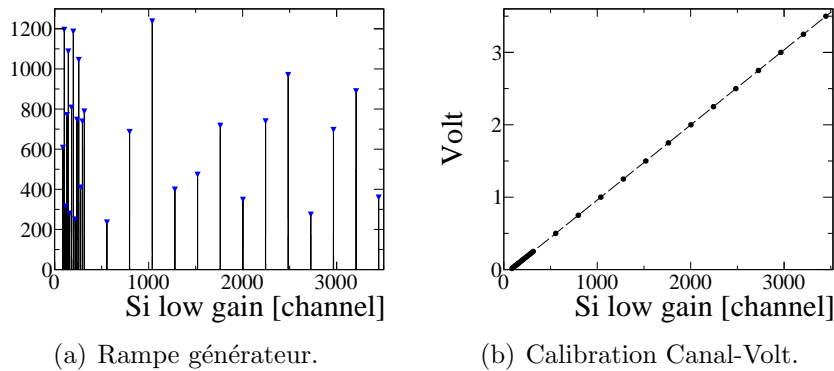 1200
1000
800
600
400
200
0
0 1000 2000 3000
Si low gain [channel]
(a) Rampe générateur.
Volt
3
2
1
0
0 1000 2000 3000
Si low gain [channel]
(b) Calibration Canal-Volt.